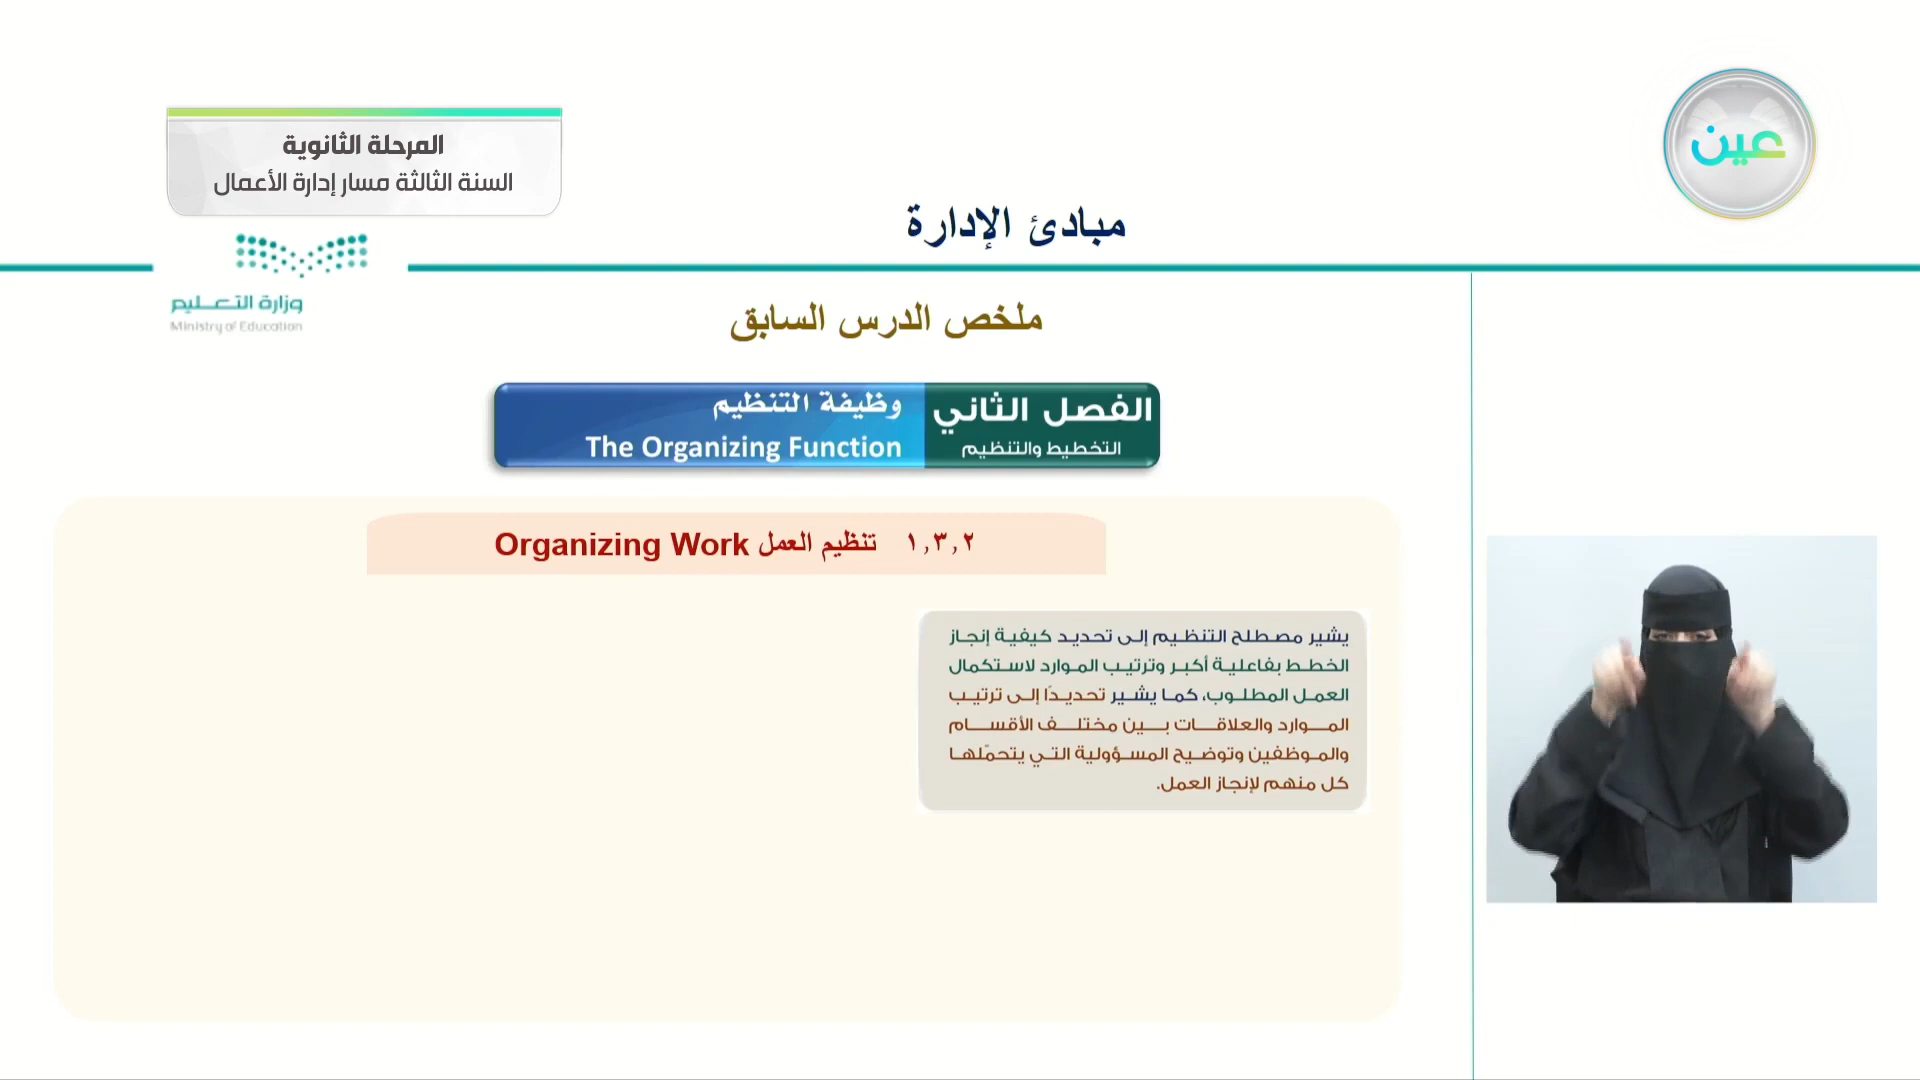 المرحلة الثانوية
السنة الثالثة مسار إدارة الأعمال
عين
مبادئ الإدارة
وزارة التعليم
Ministry of Education
ملخص الدرس السابق
الفصل الثاني
التخطيط والتنظيم
وظيفة التنظيم
The Organizing Function
١,٣,٢ تنظيم العمل Organizing Work
يشير مصطلح التنظيم إلى تحديد كيفية إنجاز
الخطط بفاعلية أكبر وترتيب الموارد لاستكمال
العمل المطلوب، كما يشير تحديدًا إلى ترتيب
الموارد والعلاقات بين مختلف الأقسام
والموظفين وتوضيح المسؤولية التي يتحمّلها
كل منهم لإنجاز العمل.